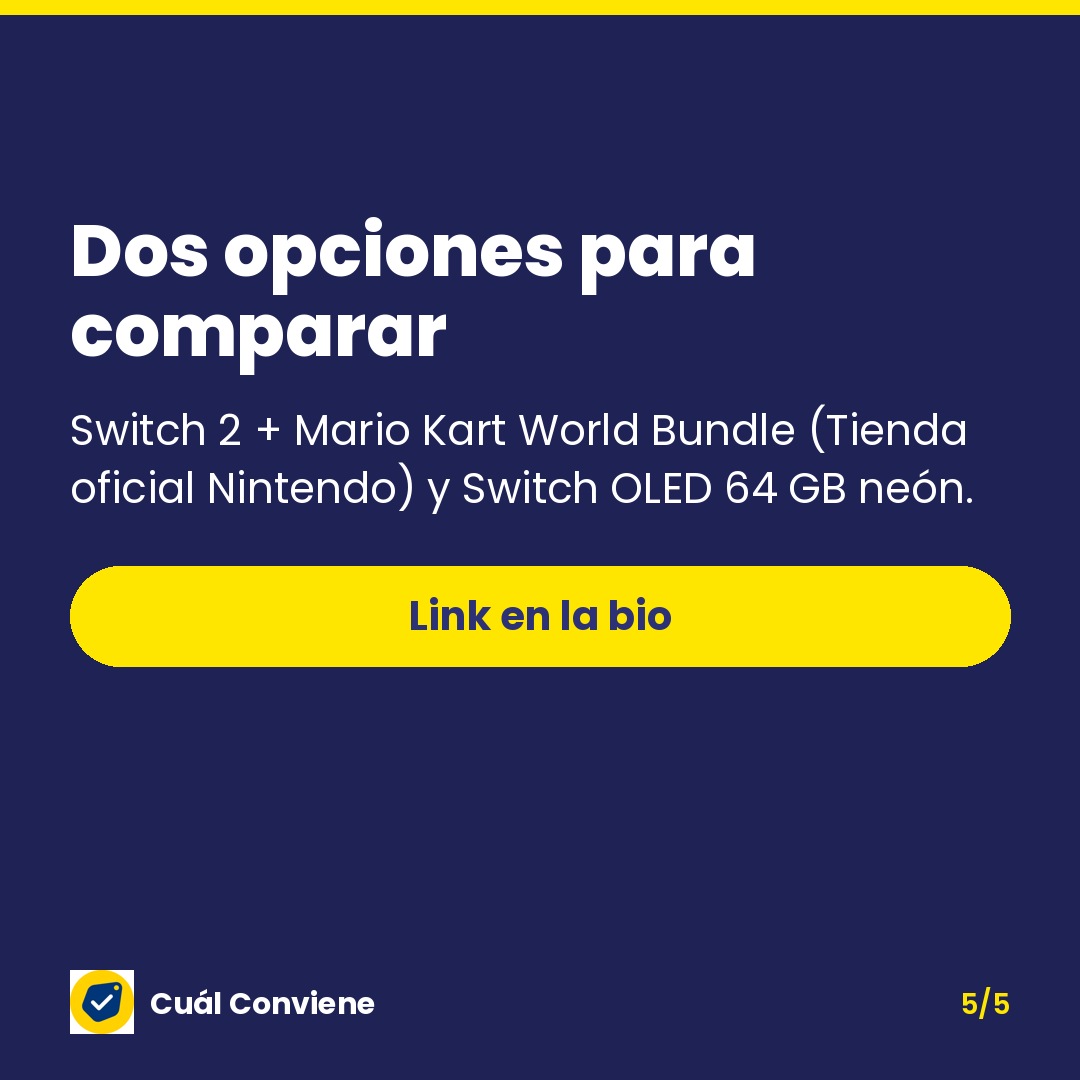 Dos opciones para
comparar
Switch 2 + Mario Kart World Bundle (Tienda
oficial Nintendo) y Switch OLED 64 GB neón.
Link en la bio
Cuál Conviene
5/5